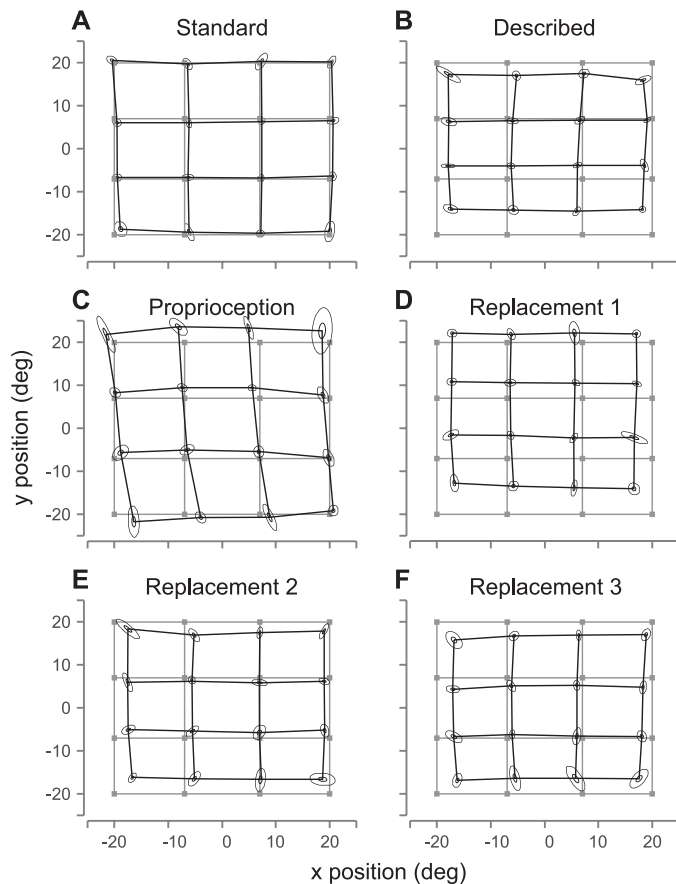 A Standard
B Described
20
10
0
-10
-20
C Proprioception
D Replacement 1
20
10
0
-10
-20
y position (deg)
E Replacement 2
F Replacement 3
20
10
0
-10
-20
-20 -10 0 10 20
-20 -10 0 10 20
x position (deg)